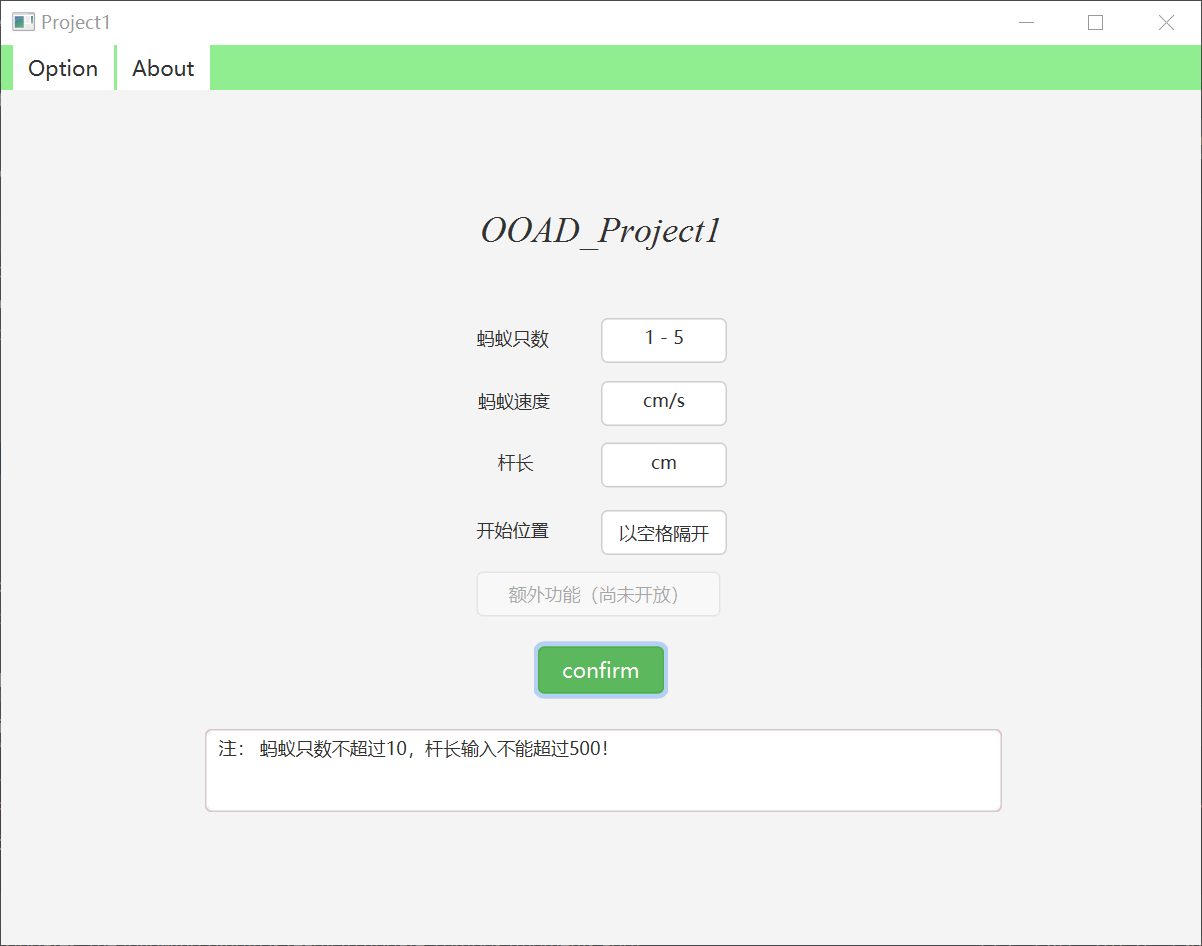 Project1
Option About
OOAD_Project1
蚂蚁只数 1 - 5
蚂蚁速度 cm/s
杆长 cm
开始位置 以空格隔开
额外功能（尚未开放）
confirm
注： 蚂蚁只数不超过10，杆长输入不能超过500！